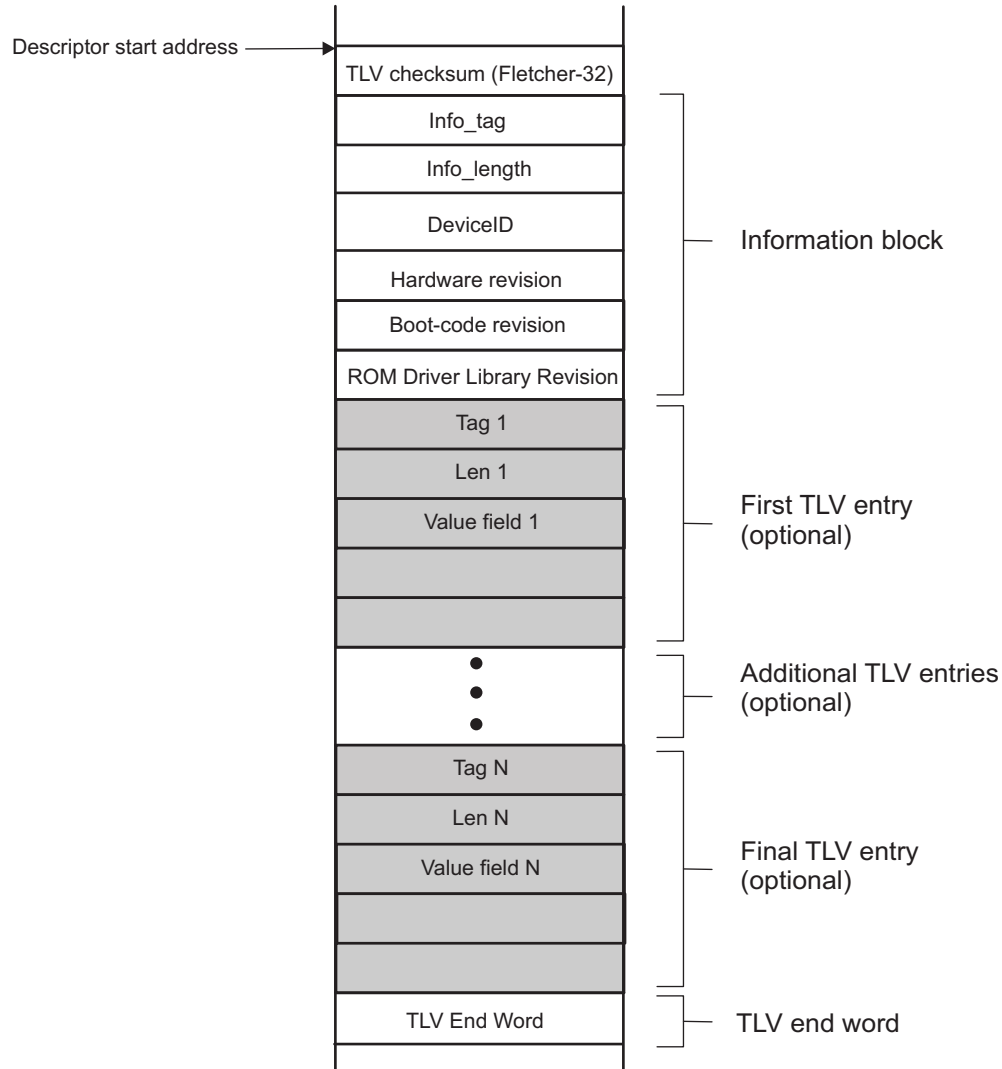 Descriptor start address
TLV checksum (Fletcher-32)
Info_tag
Info_length
DeviceID
Hardware revision
Boot-code revision
ROM Driver Library Revision
Information block
Tag 1
Len 1
Value field 1
First TLV entry
(optional)
Additional TLV entries
(optional)
Tag N
Len N
Value field N
Final TLV entry
(optional)
TLV End Word
TLV end word